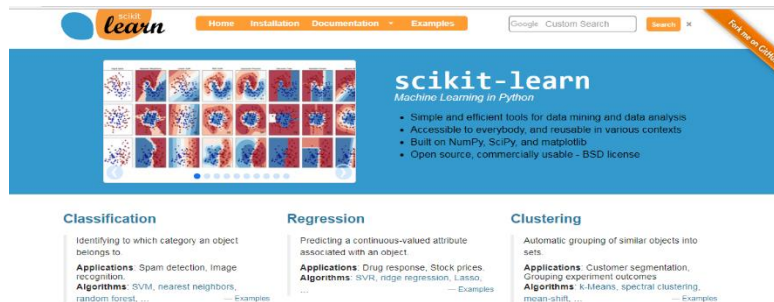 scikit
learn
Home Installation Documentation Examples
Google Custom Search Search ×
Fork me on GitHub
scikit-learn
Machine Learning in Python
Simple and efficient tools for data mining and data analysis
Accessible to everybody, and reusable in various contexts
Built on NumPy, SciPy, and matplotlib
Open source, commercially usable - BSD license
Classification
Identifying to which category an object
belongs to.
Applications: Spam detection, Image
recognition.
Algorithms: SVM, nearest neighbors,
random forest, ... — Examples
Regression
Predicting a continuous-valued attribute
associated with an object.
Applications: Drug response, Stock prices.
Algorithms: SVR, ridge regression, Lasso,
... — Examples
Clustering
Automatic grouping of similar objects into
sets.
Applications: Customer segmentation,
Grouping experiment outcomes
Algorithms: k-Means, spectral clustering,
mean-shift, ... — Examples